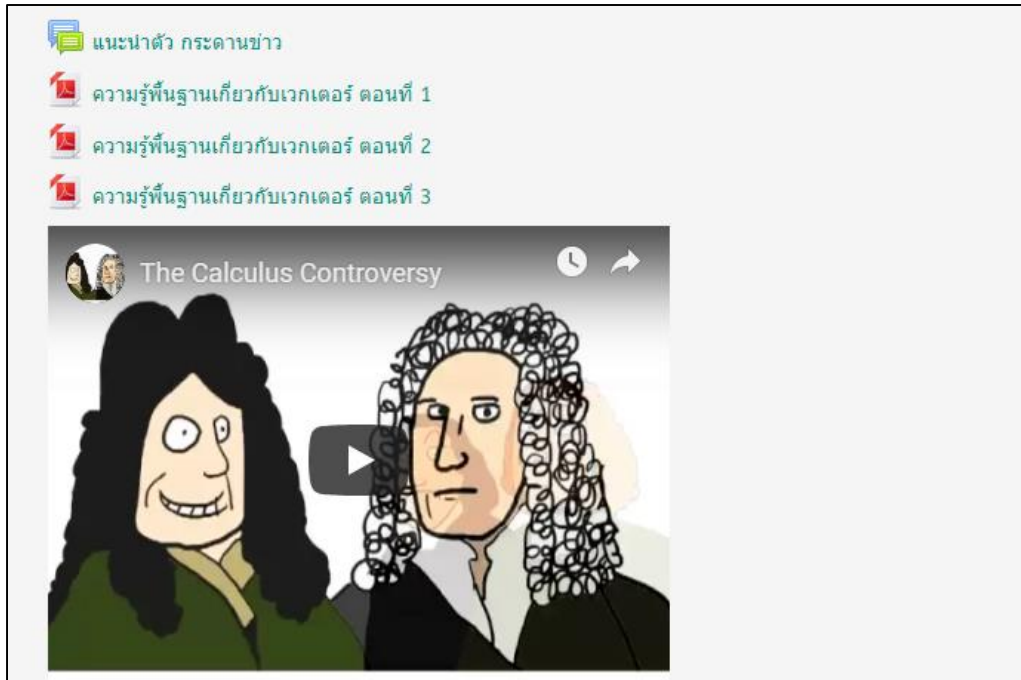 แนะนำตัว กระดานข่าว
ความรู้พื้นฐานเกี่ยวกับเวกเตอร์ ตอนที่ 1
ความรู้พื้นฐานเกี่ยวกับเวกเตอร์ ตอนที่ 2
ความรู้พื้นฐานเกี่ยวกับเวกเตอร์ ตอนที่ 3
The Calculus Controversy